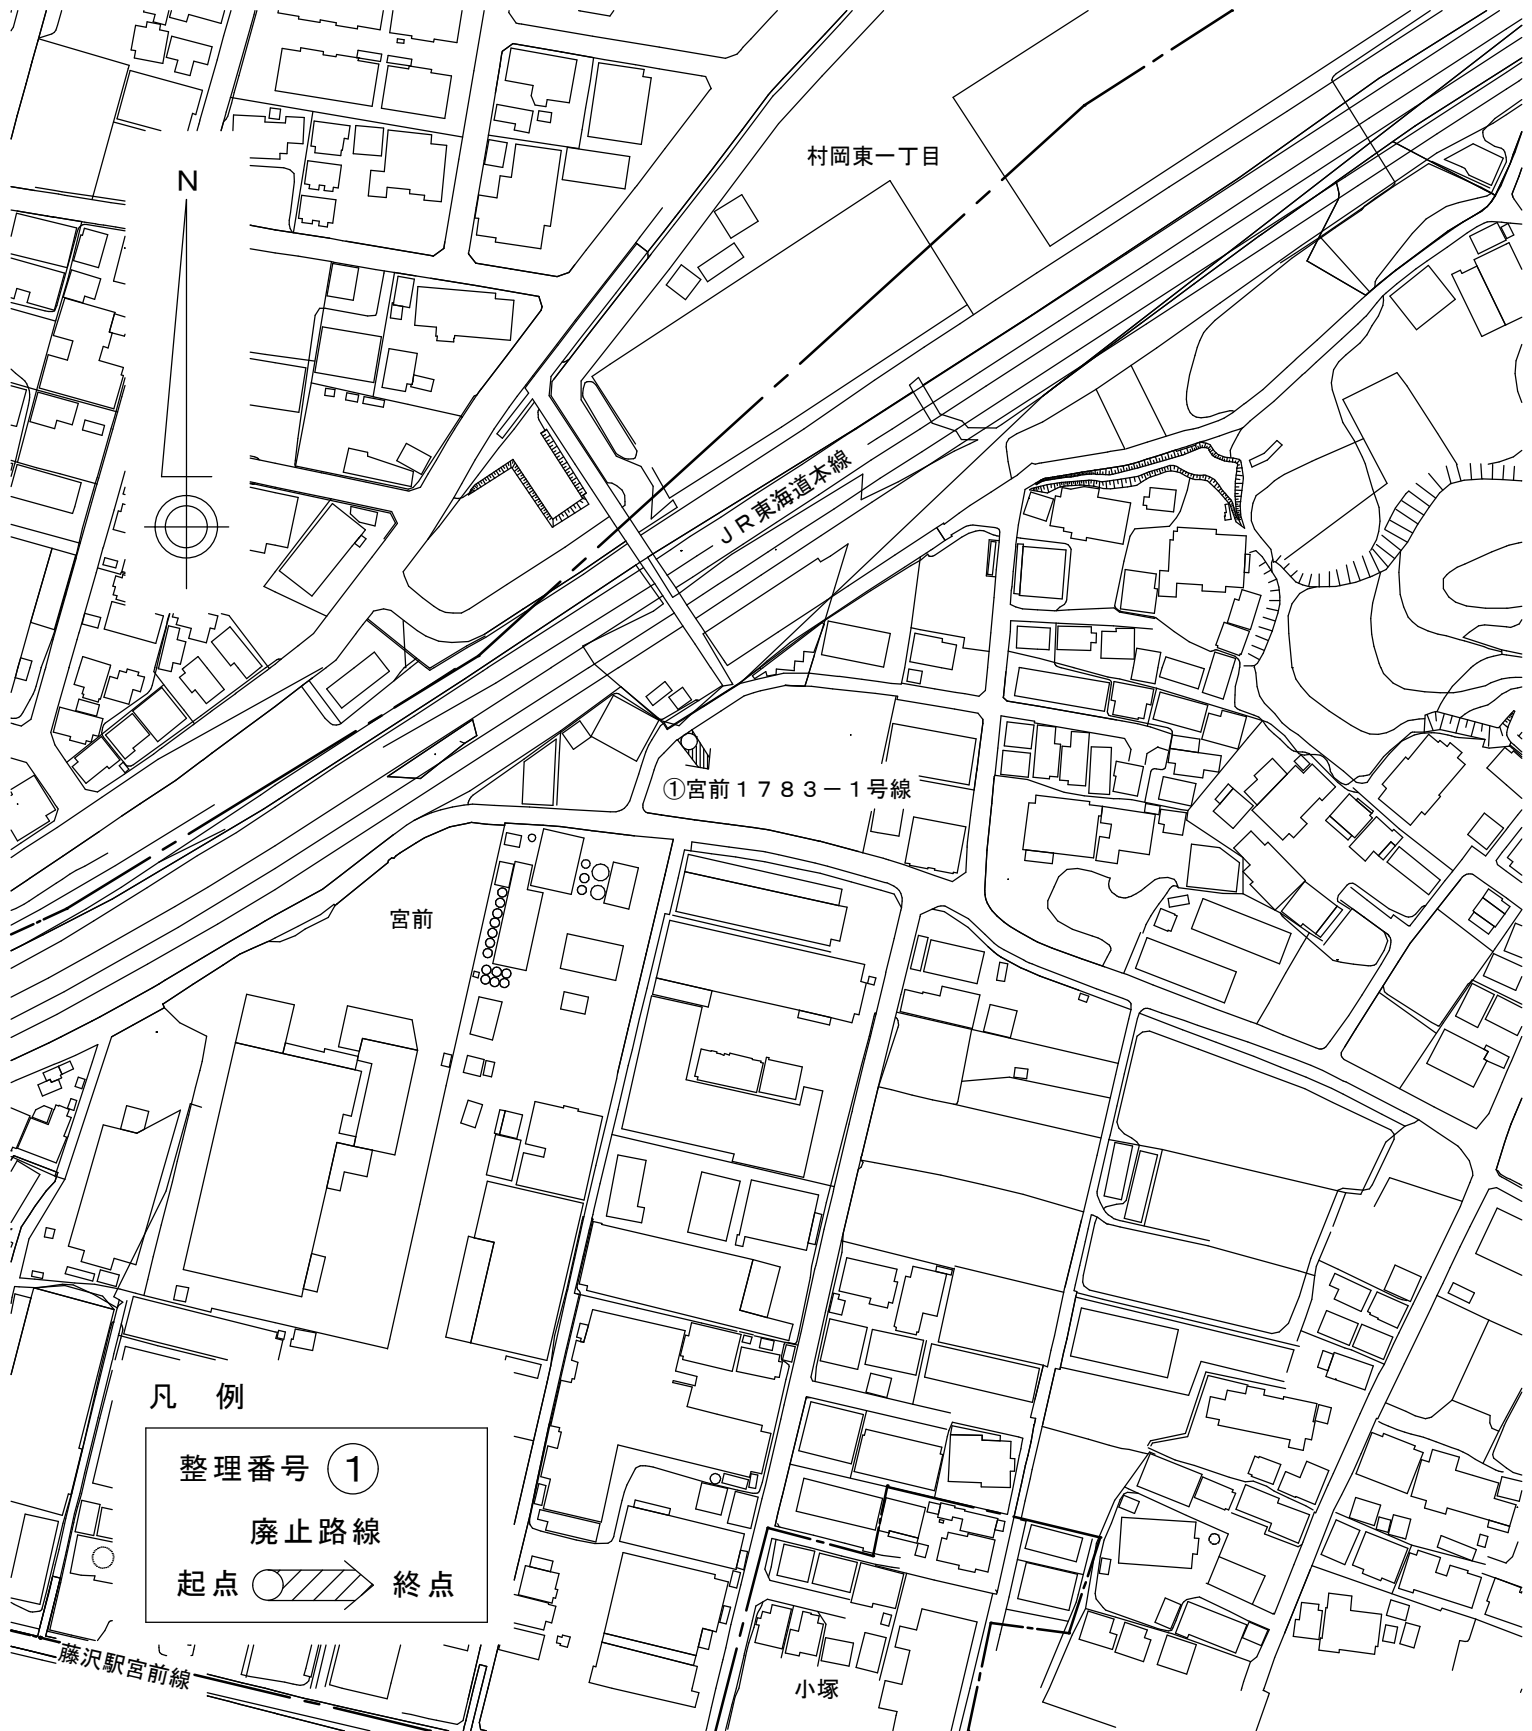 村岡東一丁目
N
ＪＲ東海道本線
①宮前１７８３－１号線
宮前
凡 例
整理番号 ①
廃止路線
起点 終点
藤沢駅宮前線
小塚